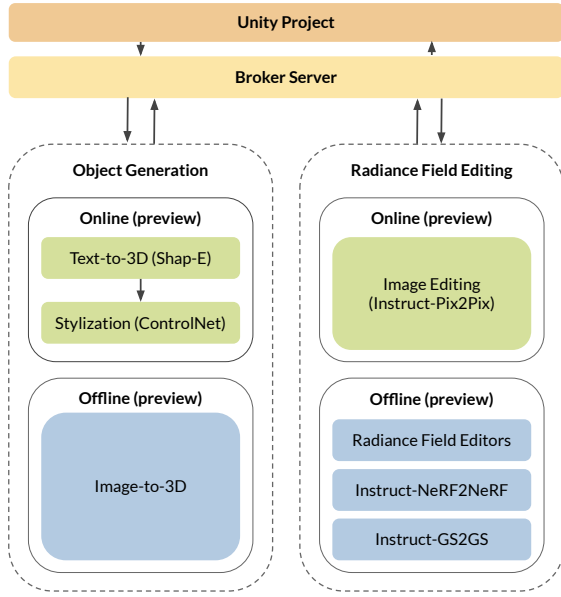 Unity Project
Broker Server
Object Generation
Online (preview)
Text-to-3D (Shap-E)
Stylization (ControlNet)
Offline (preview)
Image-to-3D
Radiance Field Editing
Online (preview)
Image Editing
(Instruct-Pix2Pix)
Offline (preview)
Radiance Field Editors
Instruct-NeRF2NeRF
Instruct-GS2GS